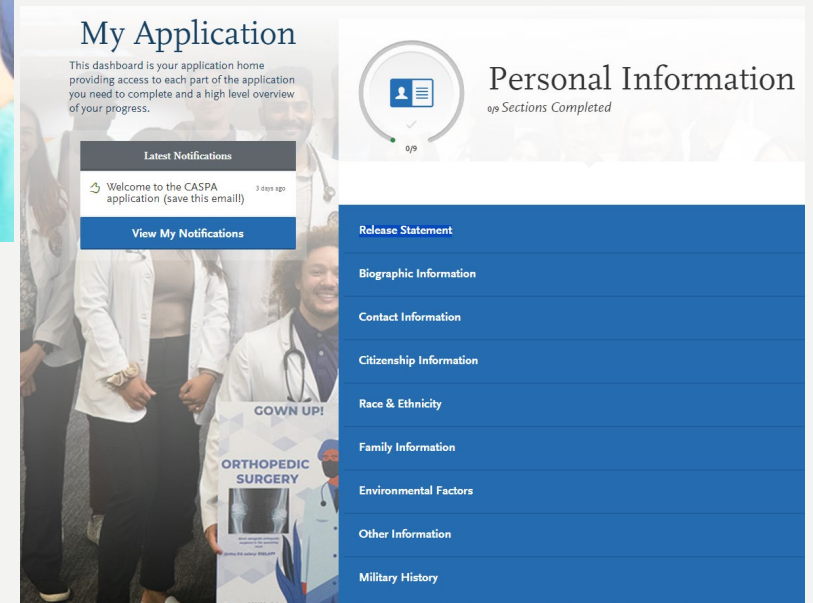 My Application
This dashboard is your application home
providing access to each part of the application
you need to complete and a high level overview
of your progress.
Latest Notifications
Welcome to the CASPA
application (save this email!)
3 days ago
View My Notifications
Personal Information
0/9 Sections Completed
0/9
Release Statement
Biographic Information
Contact Information
Citizenship Information
Race & Ethnicity
Family Information
Environmental Factors
Other Information
Military History
GOWN UP!
ORTHOPEDIC
SURGERY